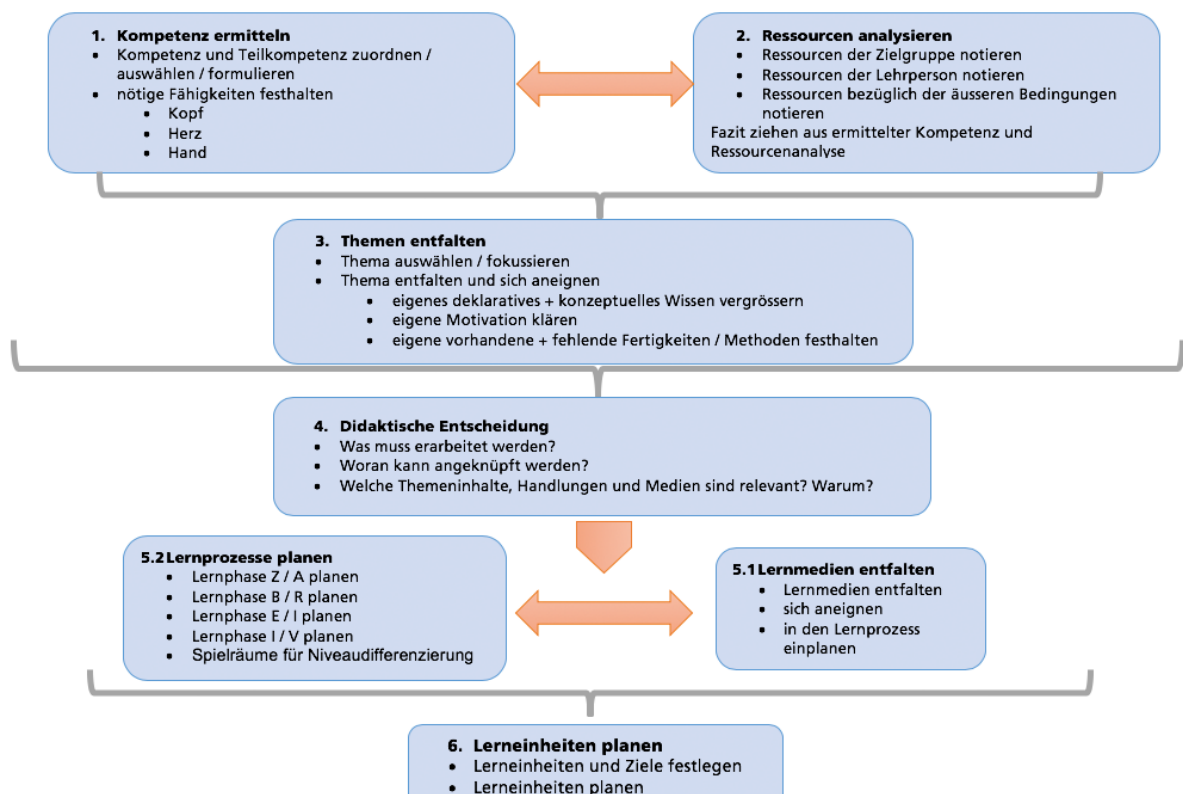 1. Kompetenz ermitteln
• Kompetenz und Teilkompetenz zuordnen /
auswählen / formulieren
• nötige Fähigkeiten festhalten
• Kopf
• Herz
• Hand
2. Ressourcen analysieren
• Ressourcen der Zielgruppe notieren
• Ressourcen der Lehrperson notieren
• Ressourcen bezüglich der äusseren Bedingungen
notieren
Fazit ziehen aus ermittelter Kompetenz und
Ressourcenanalyse
3. Themen entfalten
• Thema auswählen / fokussieren
• Thema entfalten und sich aneignen
• eigenes deklaratives + konzeptuelles Wissen vergrössern
• eigene Motivation klären
• eigene vorhandene + fehlende Fertigkeiten / Methoden festhalten
4. Didaktische Entscheidung
• Was muss erarbeitet werden?
• Woran kann angeknüpft werden?
• Welche Themeninhalte, Handlungen und Medien sind relevant? Warum?
5.2 Lernprozesse planen
• Lernphase Z / A planen
• Lernphase B / R planen
• Lernphase E / I planen
• Lernphase I / V planen
• Spielräume für Niveaudifferenzierung
5.1 Lernmedien entfalten
• Lernmedien entfalten
• sich aneignen
• in den Lernprozess
einplanen
6. Lerneinheiten planen
• Lerneinheiten und Ziele festlegen
• Lerneinheiten planen